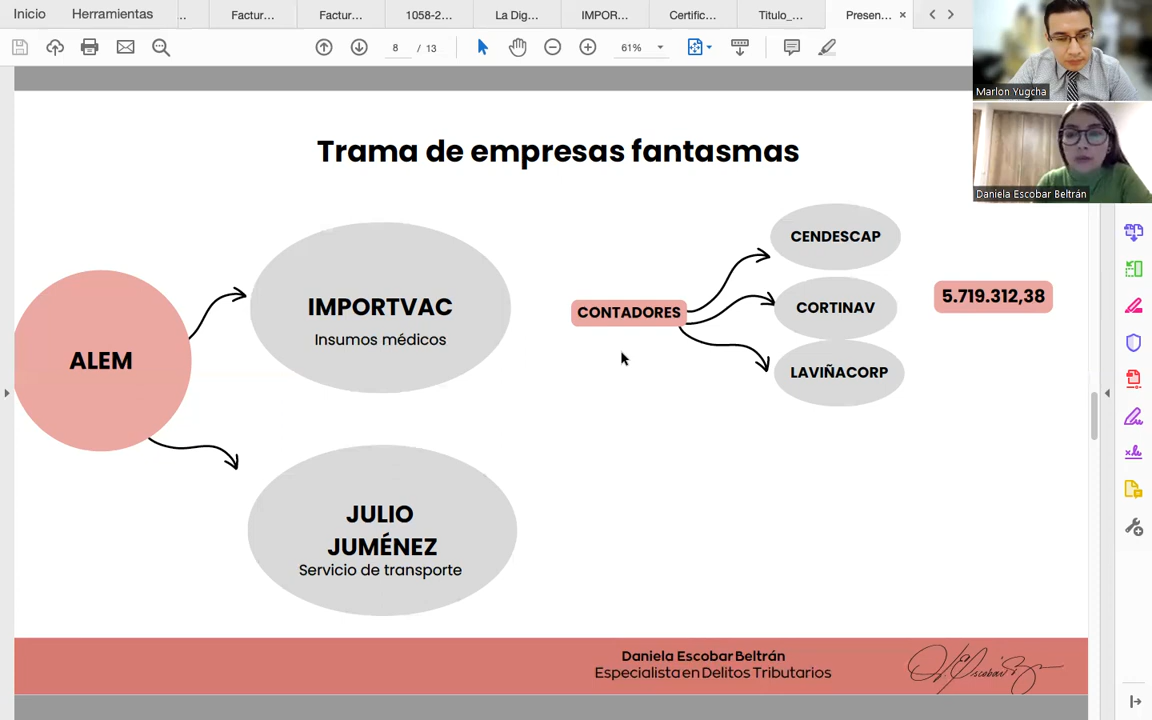 Inicio
Herramientas
...
Factur...
Factur...
1058-2...
La Dig...
IMPOR...
Certific...
Titulo_...
Presen... ×
8 / 13
61%
Marlon Yugcha
Daniela Escobar Beltrán
Trama de empresas fantasmas
ALEM
IMPORTVAC
Insumos médicos
JULIO
JUMÉNEZ
Servicio de transporte
CONTADORES
CENDESCAP
CORTINAV
LAVIÑACORP
5.719.312,38
Daniela Escobar Beltrán
Especialista en Delitos Tributarios